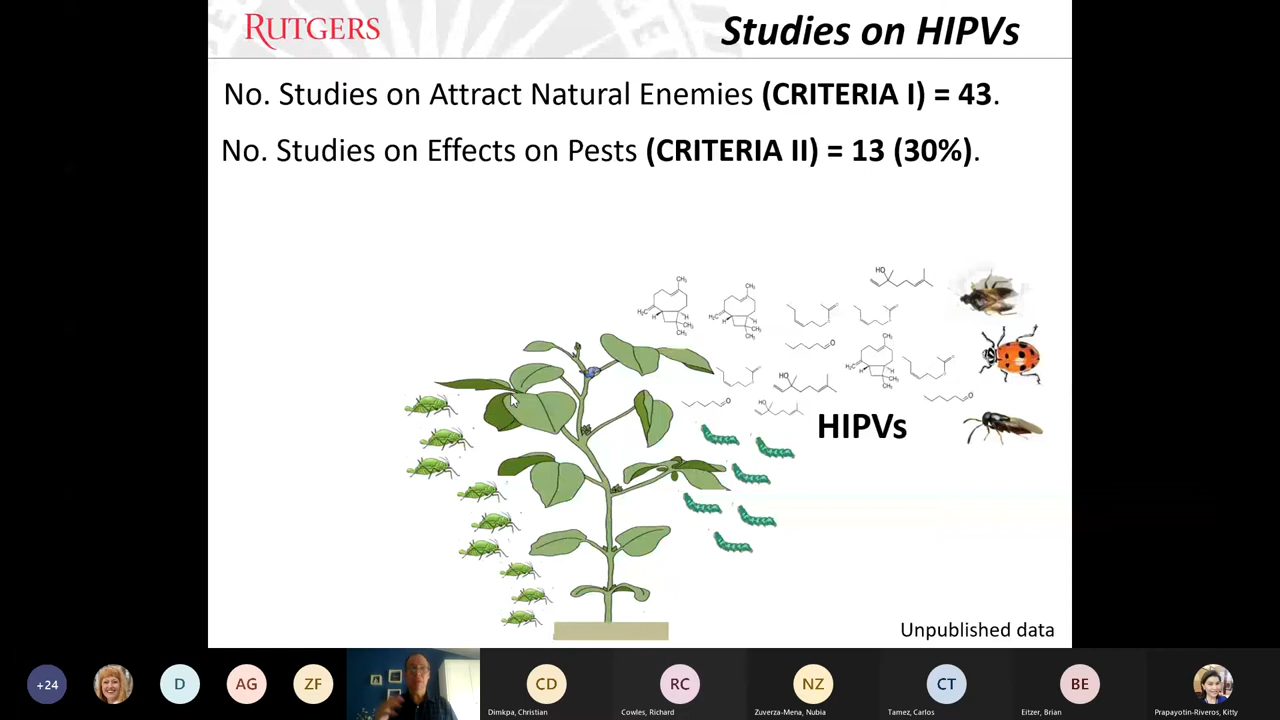 RUTGERS
Studies on HIPVs
No. Studies on Attract Natural Enemies (CRITERIA I) = 43.
No. Studies on Effects on Pests (CRITERIA II) = 13 (30%).
HIPVs
Unpublished data
+24
D
AG
ZF
CD
RC
NZ
CT
BE
Dimkpa, Christian
Cowles, Richard
Zuverza-Mena, Nubia
Tamez, Carlos
Eitzer, Brian
Prapayotin-Riveros, Kitty